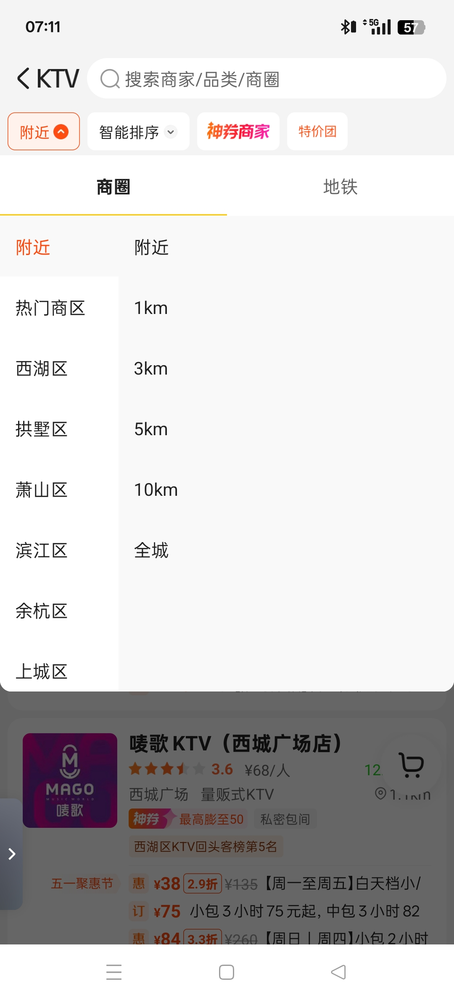 07:11
5G
57
KTV
搜索商家/品类/商圈
附近
智能排序
神券商家
特价团
商圈
地铁
附近
附近
热门商区
1km
西湖区
3km
拱墅区
5km
萧山区
10km
滨江区
全城
余杭区
上城区
唛歌KTV（西城广场店）
3.6
¥68/人
12.
西城广场
量贩式KTV
1.1km
MAGO
MUSIC WORLD
唛歌
神券
最高膨至50
私密包间
西湖区KTV回头客榜第5名
五一聚惠节
惠 ¥38 2.9折 ¥135【周一至周五】白天档小/
订 ¥75 小包3小时75元起, 中包3小时82
惠 ¥84 3.3折 ¥260【周日丨周四】小包2小时